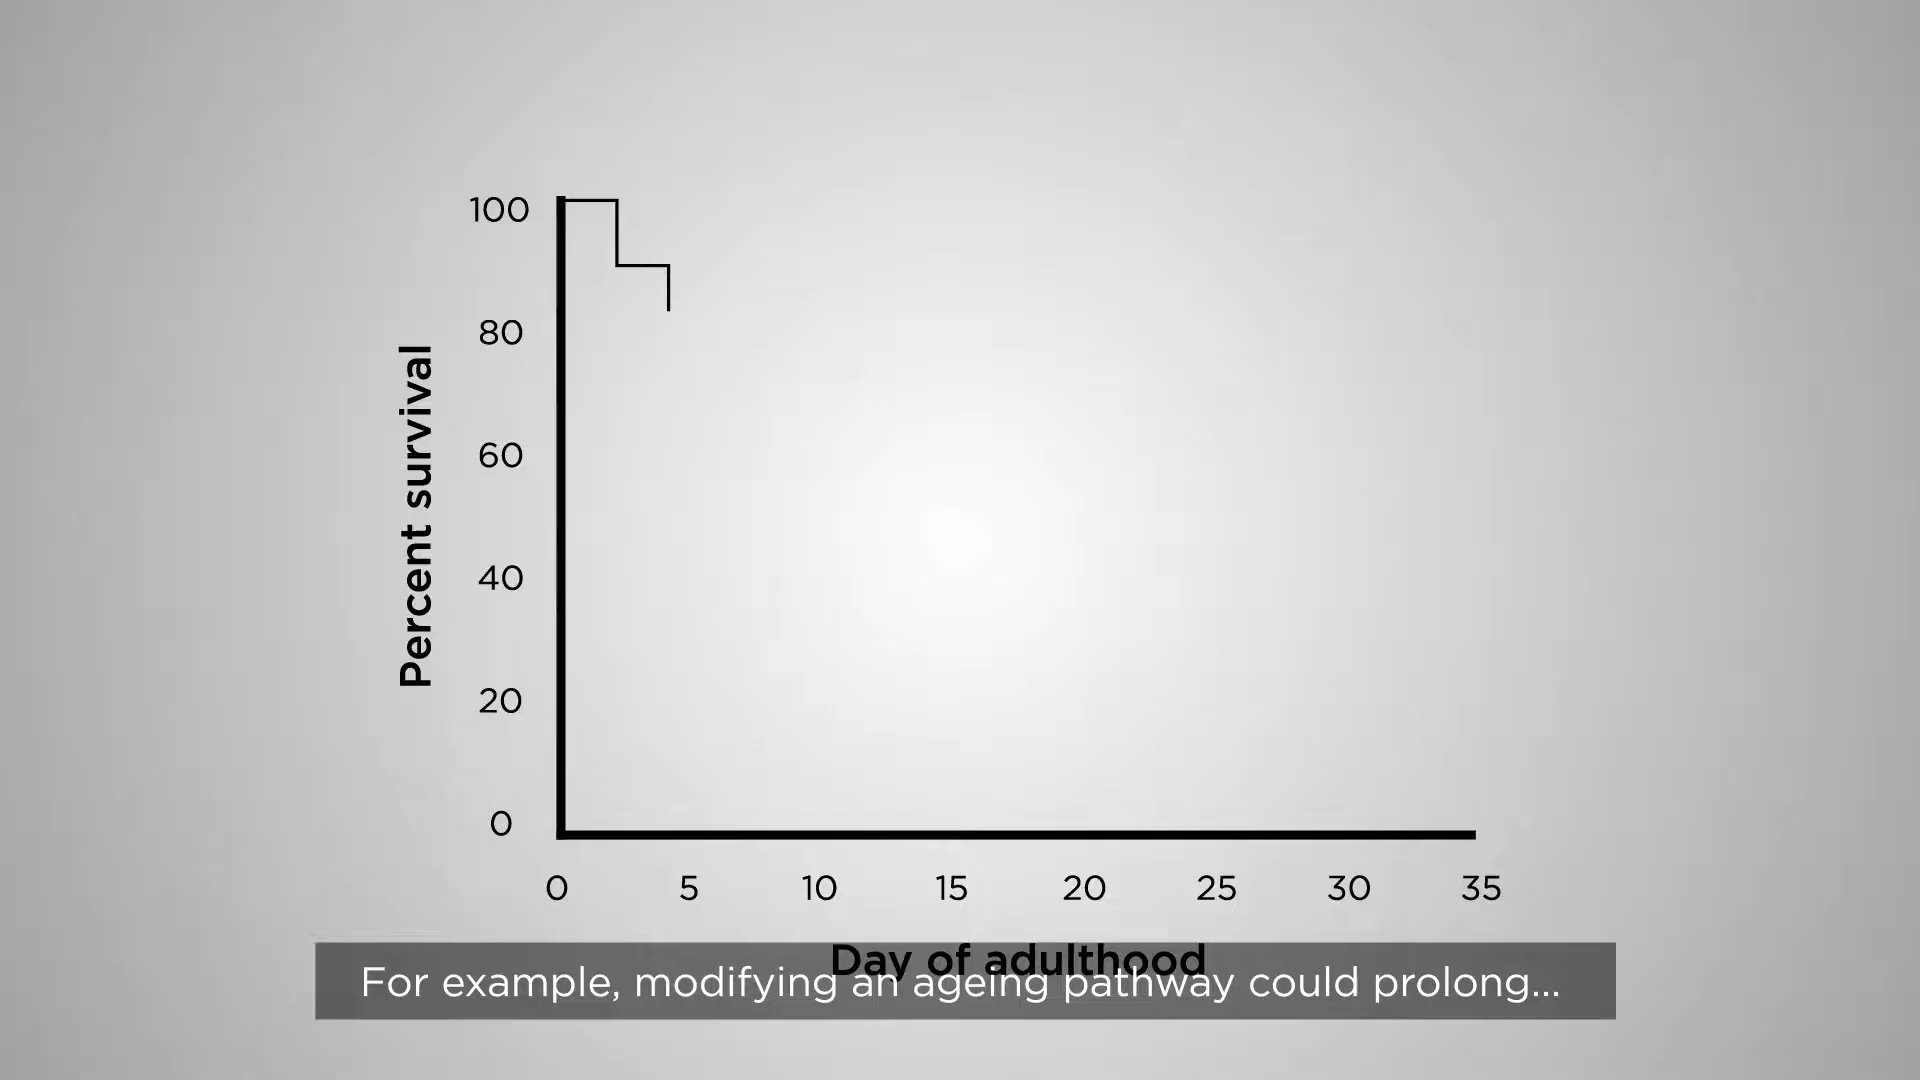 100
80
60
40
20
0
Percent survival
0 5 10 15 20 25 30 35
Day of adulthood
For example, modifying an ageing pathway could prolong...